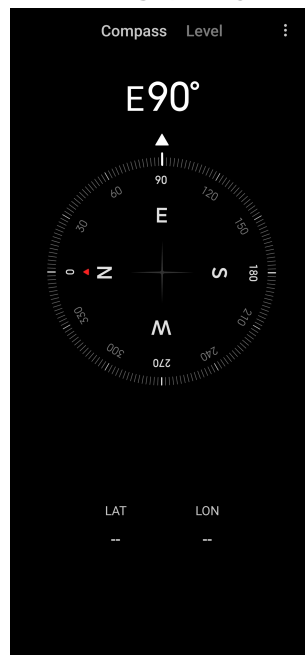 Compass Level
E90°
90
60 120
E
30 150
0 N S 180
330 210
W
300 240
270
LAT LON
-- --